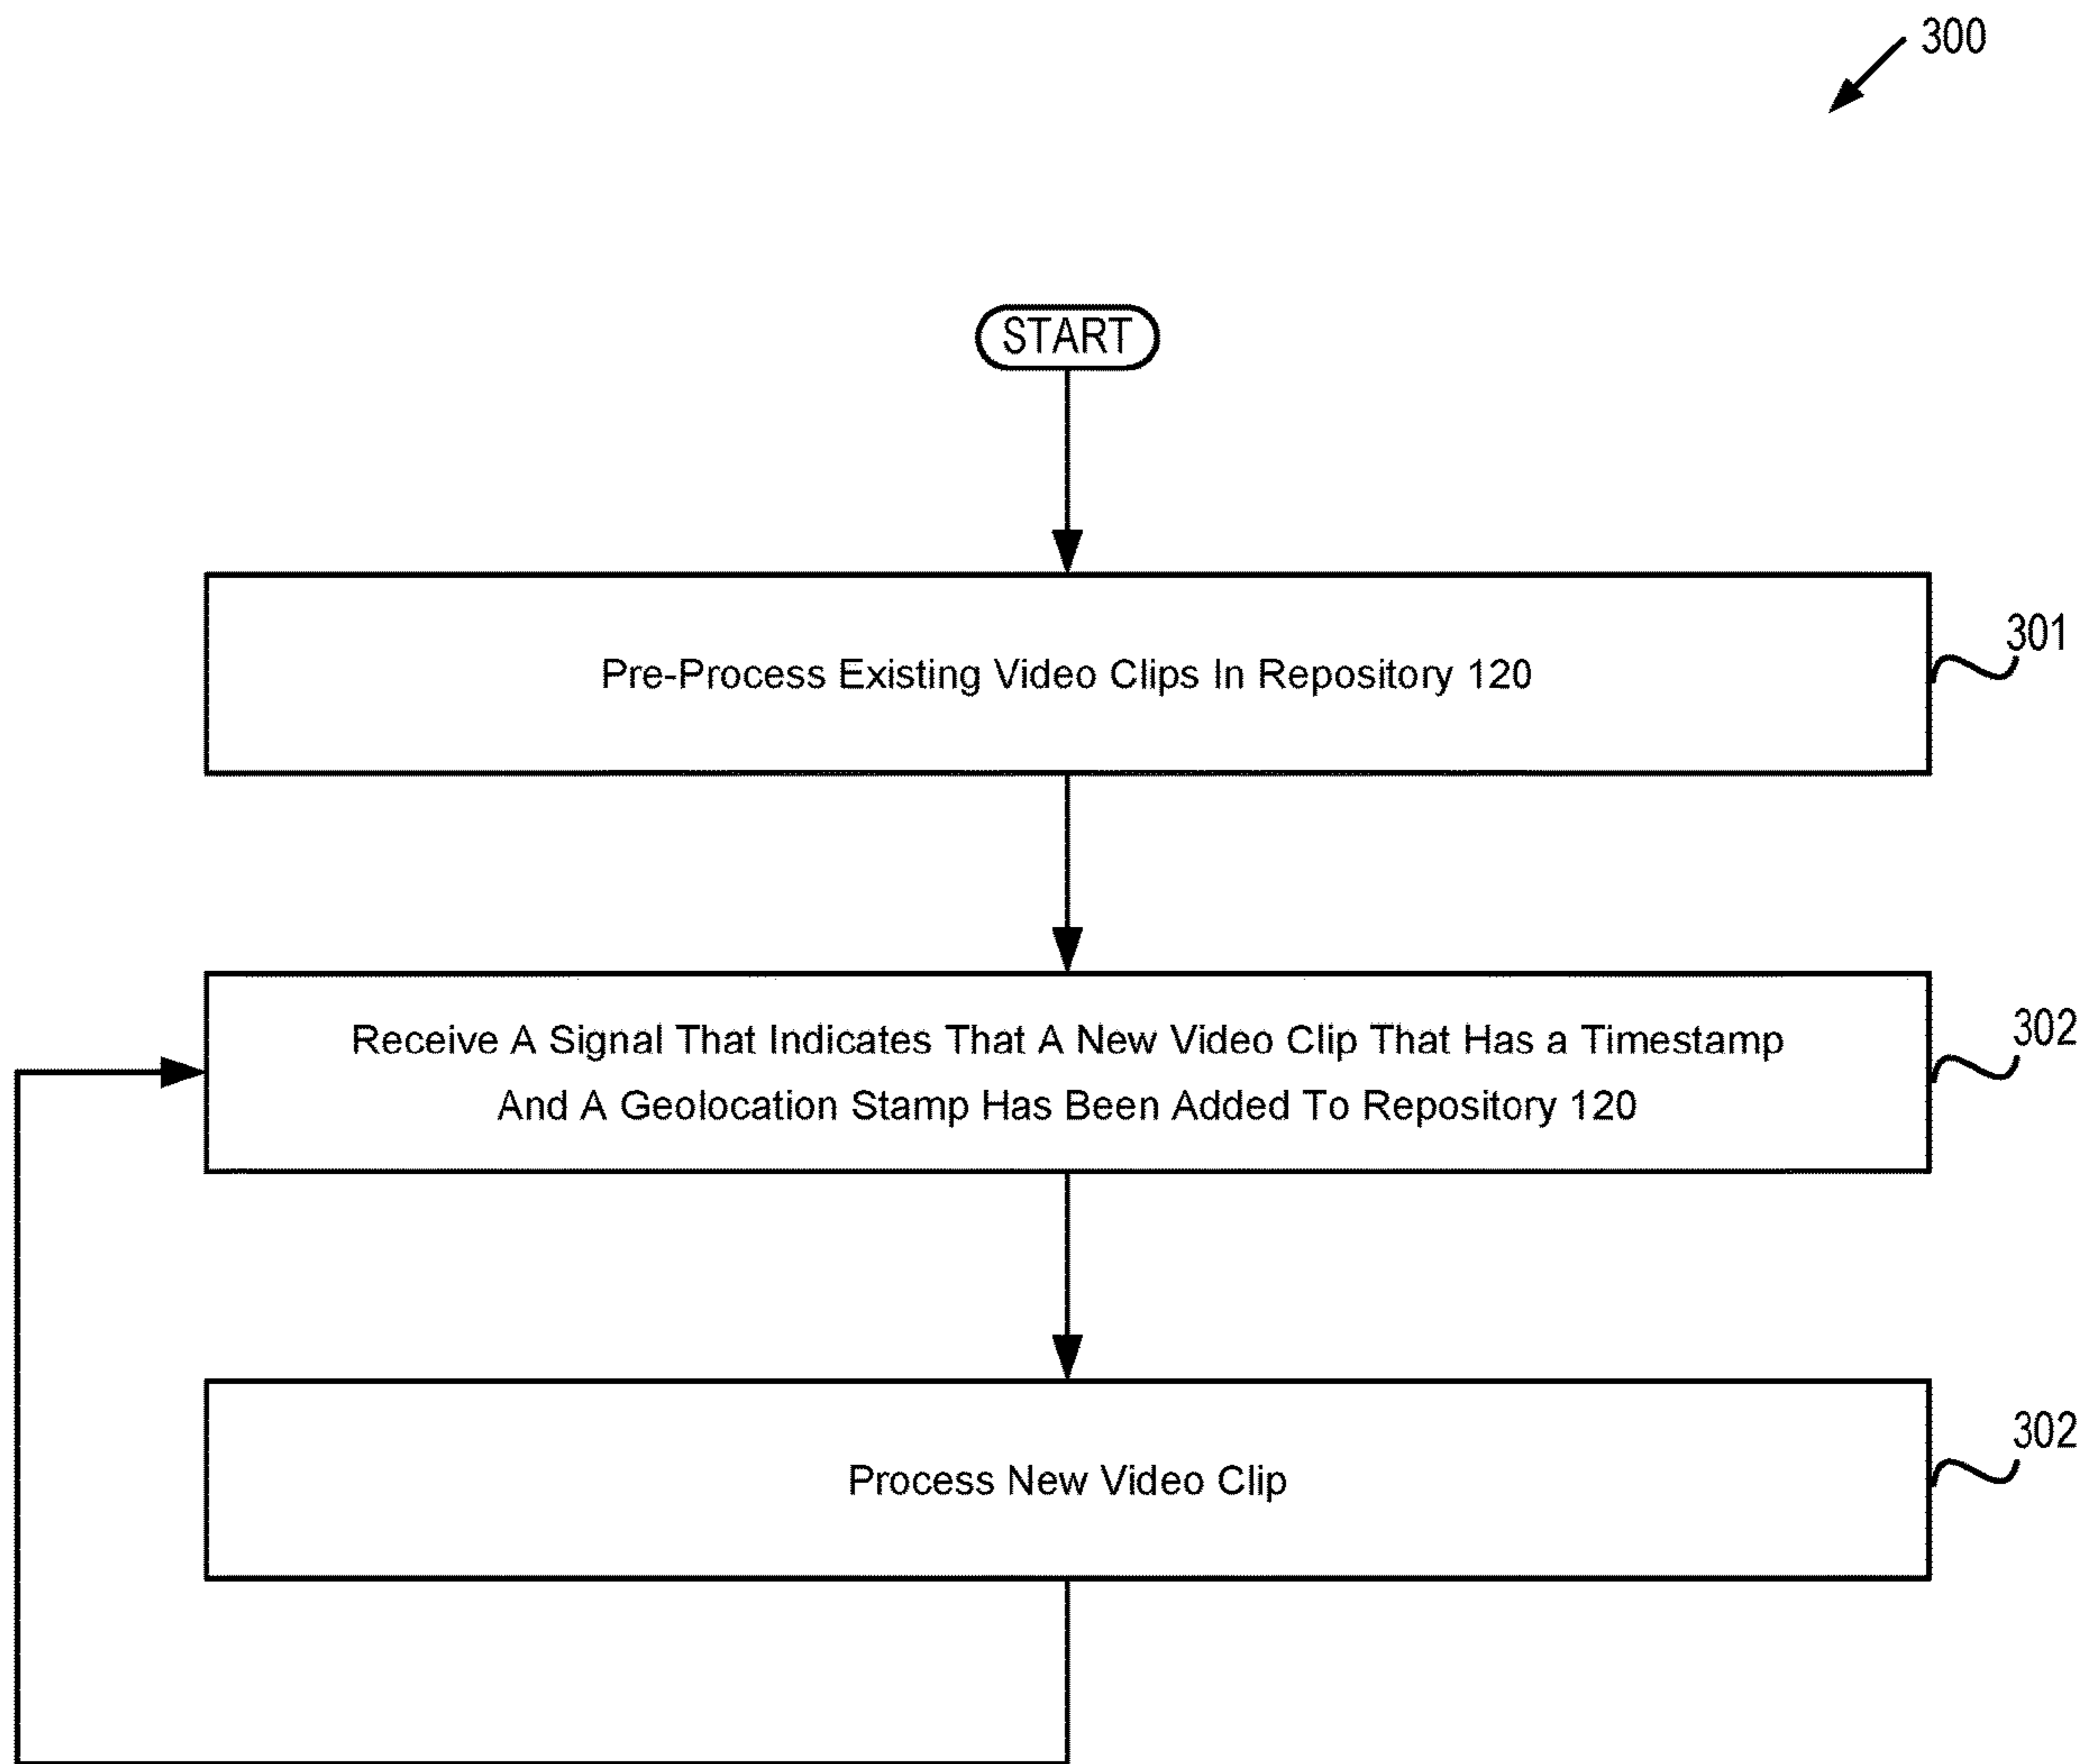 300
START
Pre-Process Existing Video Clips In Repository 120
301
Receive A Signal That Indicates That A New Video Clip That Has a Timestamp
And A Geolocation Stamp Has Been Added To Repository 120
302
Process New Video Clip
302